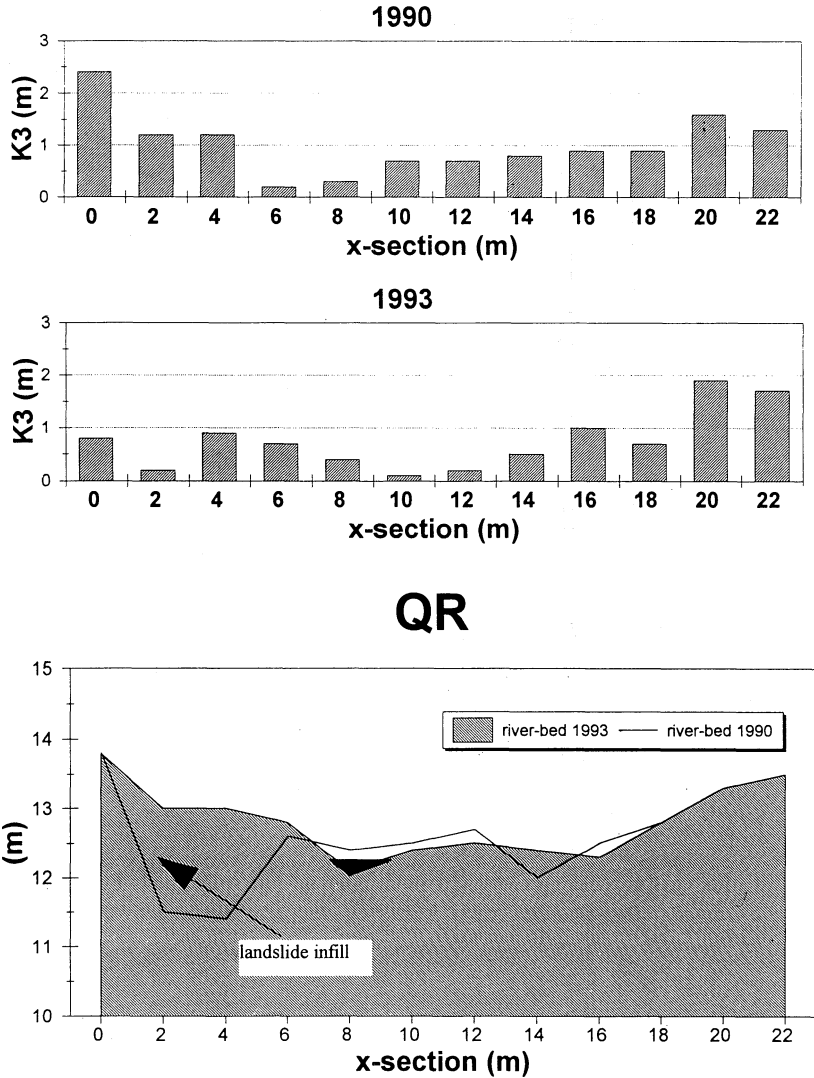 1990
K3 (m)
3
2
1
0
0 2 4 6 8 10 12 14 16 18 20 22
x-section (m)
1993
K3 (m)
3
2
1
0
0 2 4 6 8 10 12 14 16 18 20 22
x-section (m)
QR
(m)
15
14
13
12
11
10
river-bed 1993 river-bed 1990
landslide infill
0 2 4 6 8 10 12 14 16 18 20 22
x-section (m)